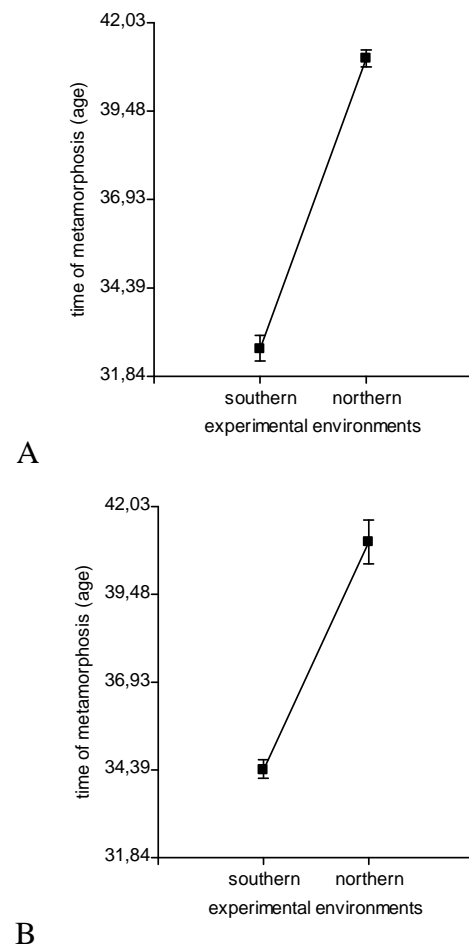 42,03
39,48
36,93
34,39
31,84
time of metamorphosis (age)
southern northern
experimental environments
A
42,03
39,48
36,93
34,39
31,84
time of metamorphosis (age)
southern northern
experimental environments
B